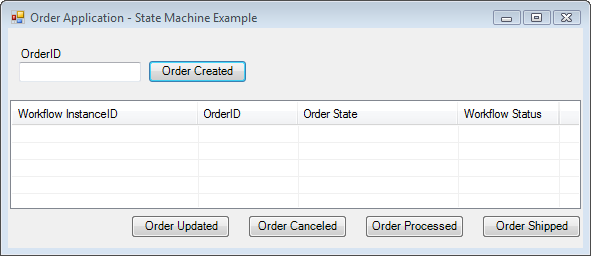 Order Application - State Machine Example
OrderID
Order Created
Workflow InstanceID OrderID Order State Workflow Status
Order Updated Order Canceled Order Processed Order Shipped